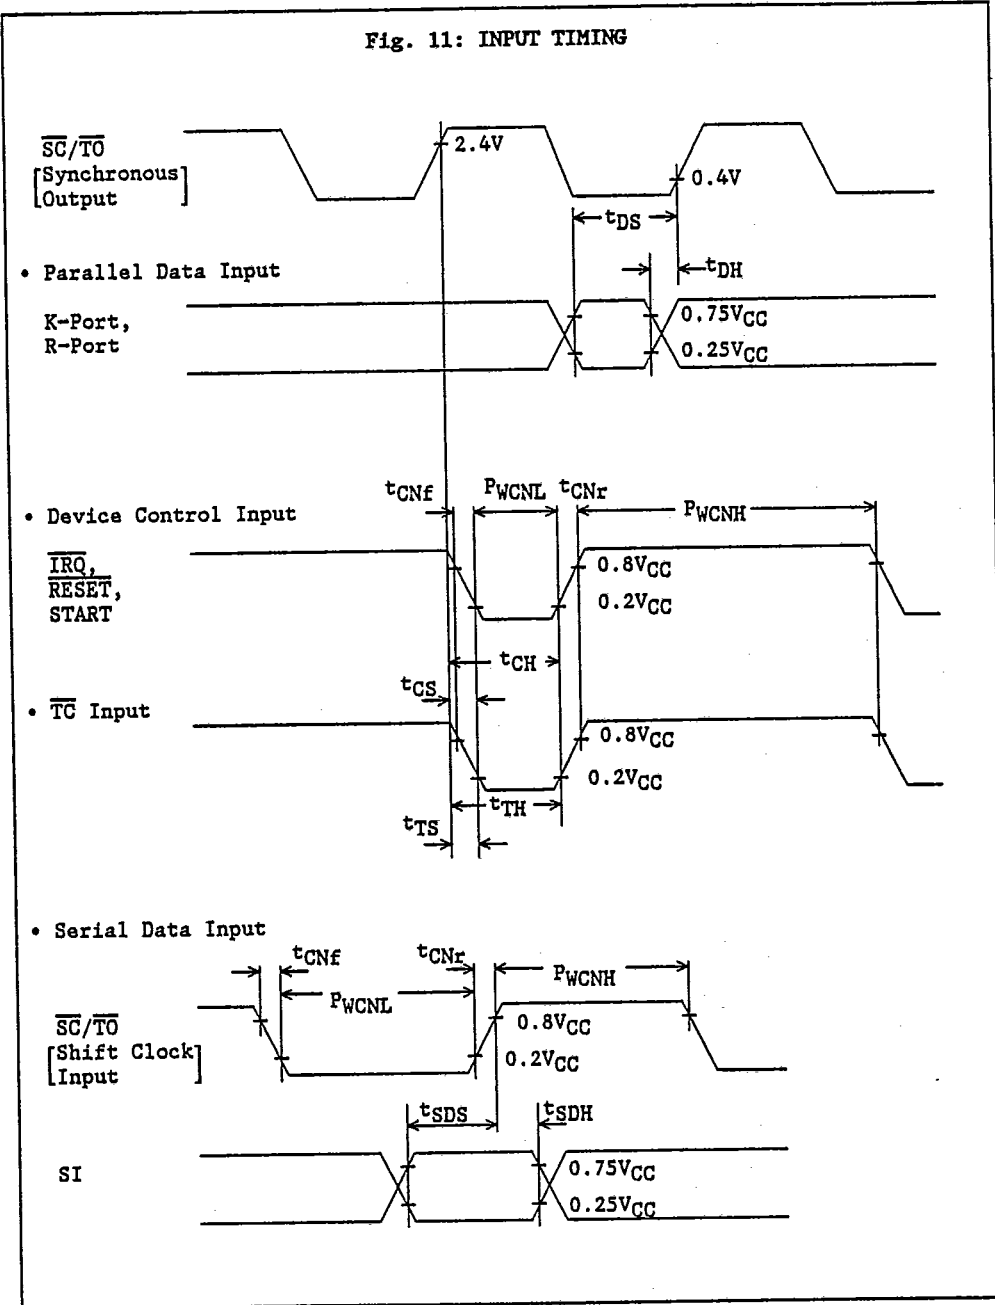 Fig. 11: INPUT TIMING
SC/TO
[Synchronous
Output]
2.4V
0.4V
tDS
• Parallel Data Input
tDH
K-Port,
R-Port
0.75VCC
0.25VCC
tCNf
PWCNL
tCNr
PWCNH
• Device Control Input
IRQ,
RESET,
START
0.8VCC
0.2VCC
tCH
tCS
• TC Input
0.8VCC
0.2VCC
tTH
tTS
• Serial Data Input
tCNf
tCNr
PWCNH
PWCNL
SC/TO
[Shift Clock
Input]
0.8VCC
0.2VCC
tSDS
tSDH
SI
0.75VCC
0.25VCC